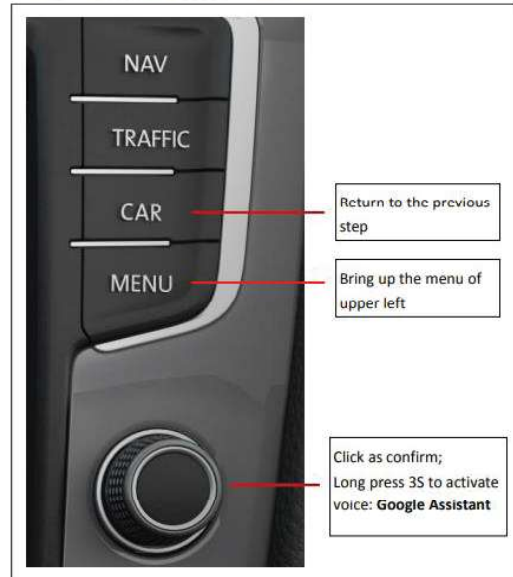 NAV
TRAFFIC
CAR
MENU
Return to the previous
step
Bring up the menu of
upper left
Click as confirm;
Long press 3S to activate
voice: Google Assistant